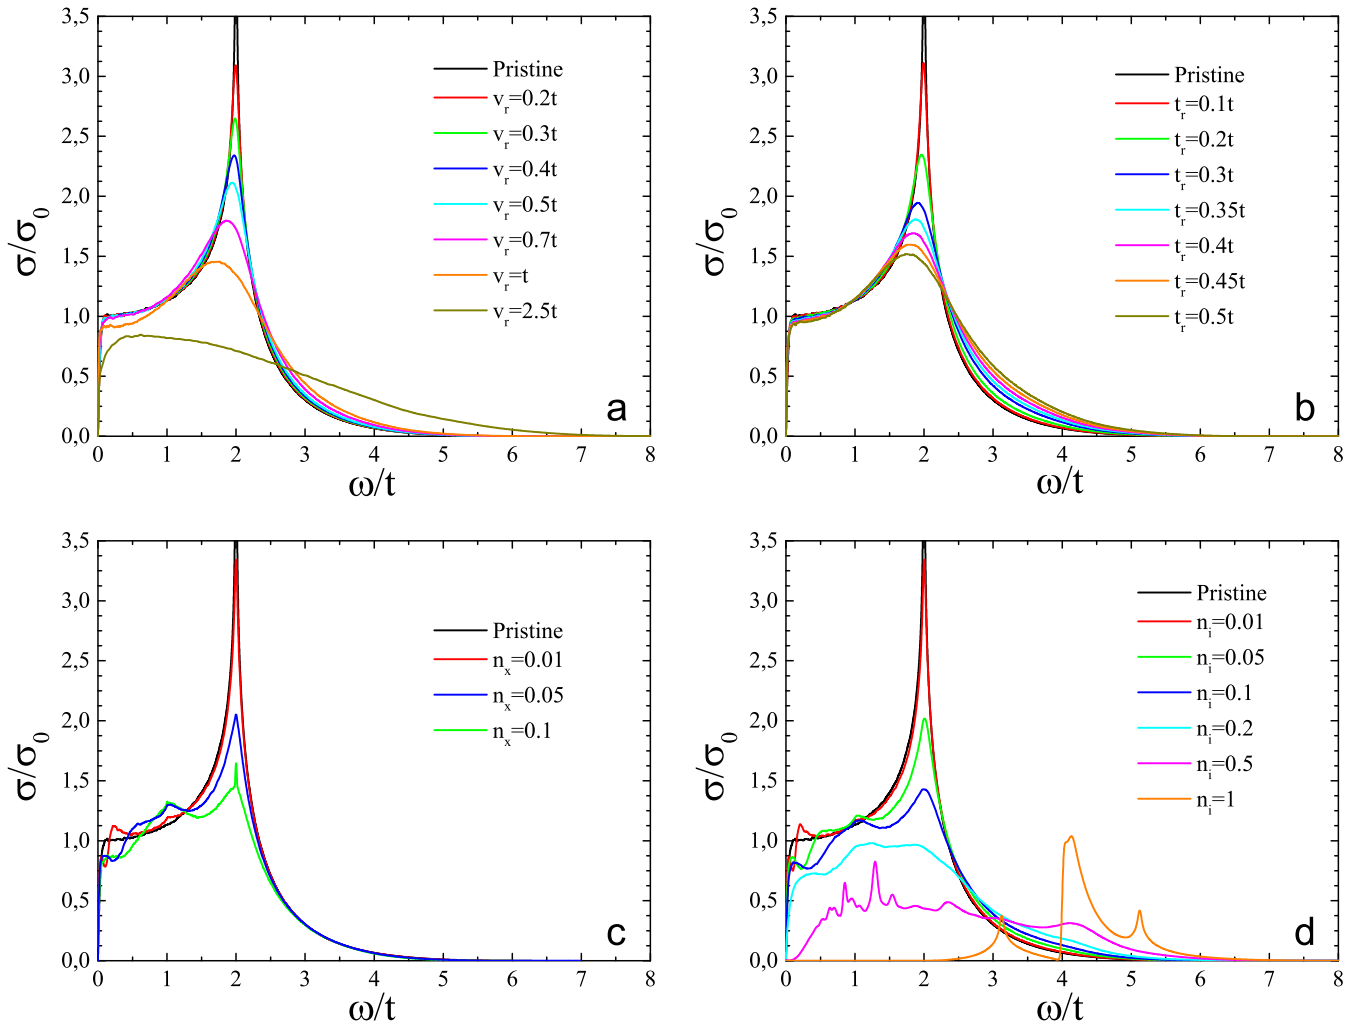 3,5
3,0
2,5
2,0
1,5
1,0
0,5
0,0
σ/σ0
0 1 2 3 4 5 6 7 8
ω/t
Pristine
vr=0.2t
vr=0.3t
vr=0.4t
vr=0.5t
vr=0.7t
vr=t
vr=2.5t
a
3,5
3,0
2,5
2,0
1,5
1,0
0,5
0,0
σ/σ0
0 1 2 3 4 5 6 7 8
ω/t
Pristine
tr=0.1t
tr=0.2t
tr=0.3t
tr=0.35t
tr=0.4t
tr=0.45t
tr=0.5t
b
3,5
3,0
2,5
2,0
1,5
1,0
0,5
0,0
σ/σ0
0 1 2 3 4 5 6 7 8
ω/t
Pristine
nx=0.01
nx=0.05
nx=0.1
c
3,5
3,0
2,5
2,0
1,5
1,0
0,5
0,0
σ/σ0
0 1 2 3 4 5 6 7 8
ω/t
Pristine
ni=0.01
ni=0.05
ni=0.1
ni=0.2
ni=0.5
ni=1
d